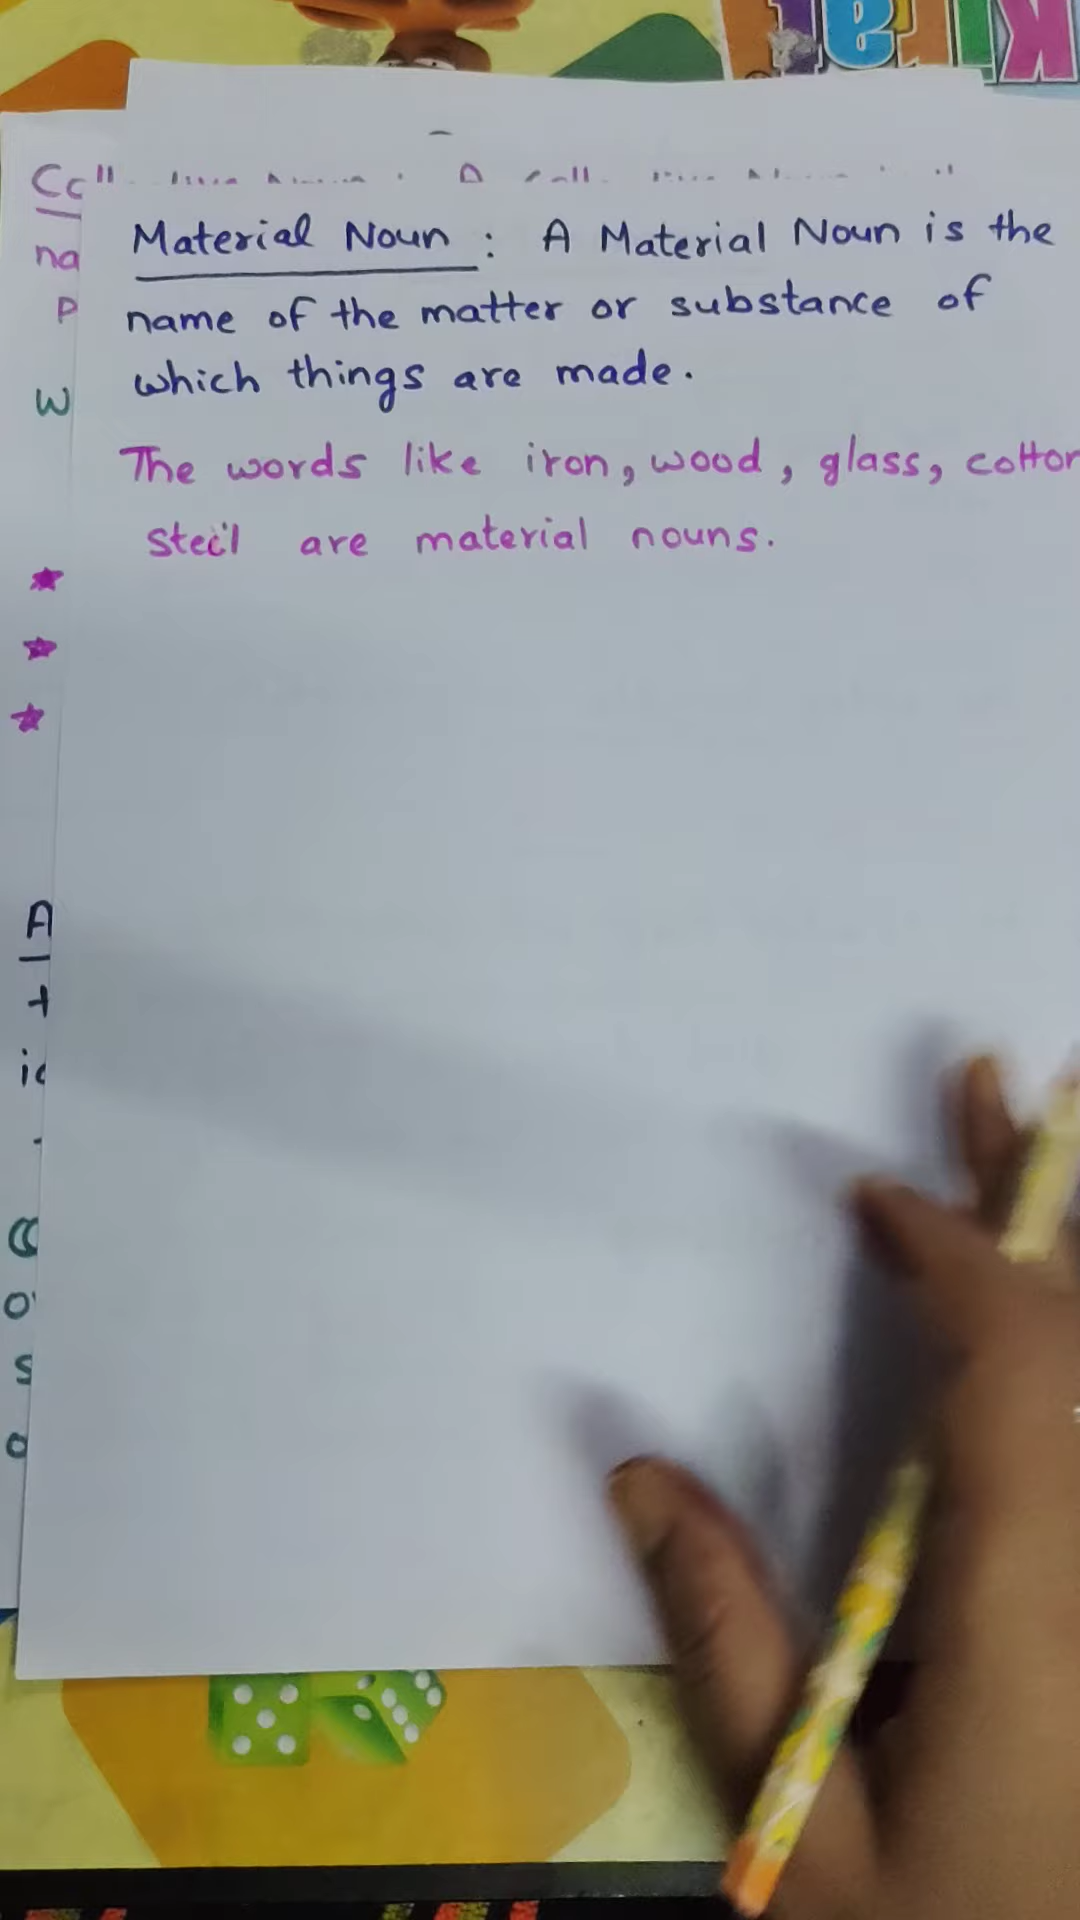 Material Noun : A Material Noun is the
name of the matter or substance of
which things are made.
The words like iron, wood, glass, cotton
steel are material nouns.
na
P
W
A